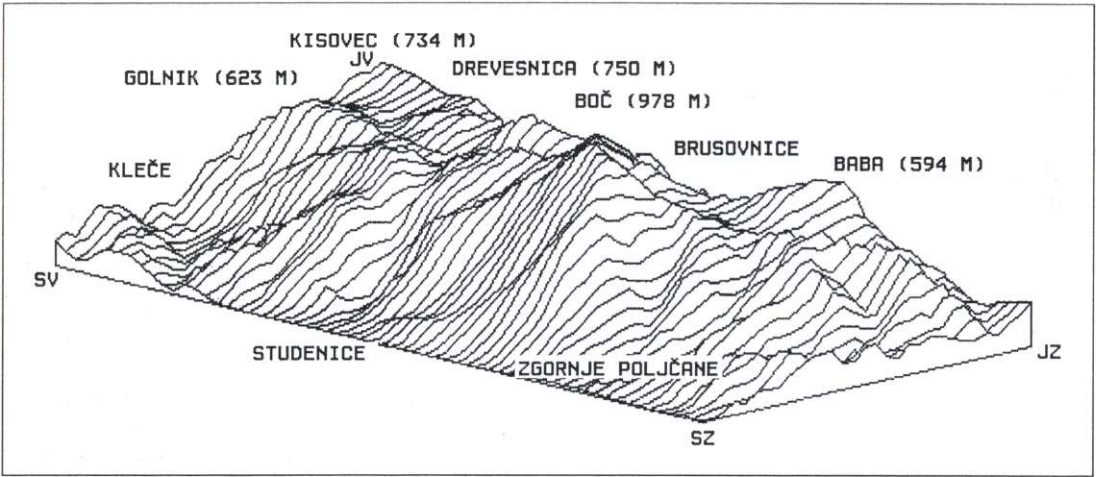 KISOVEC (734 M)
JV
GOLNIK (623 M)
DREVESNICA (750 M)
BOČ (978 M)
BRUSOVNICE
BABA (594 M)
KLEČE
SV
STUDENICE
ZGORNJE POLJČANE
JZ
SZ